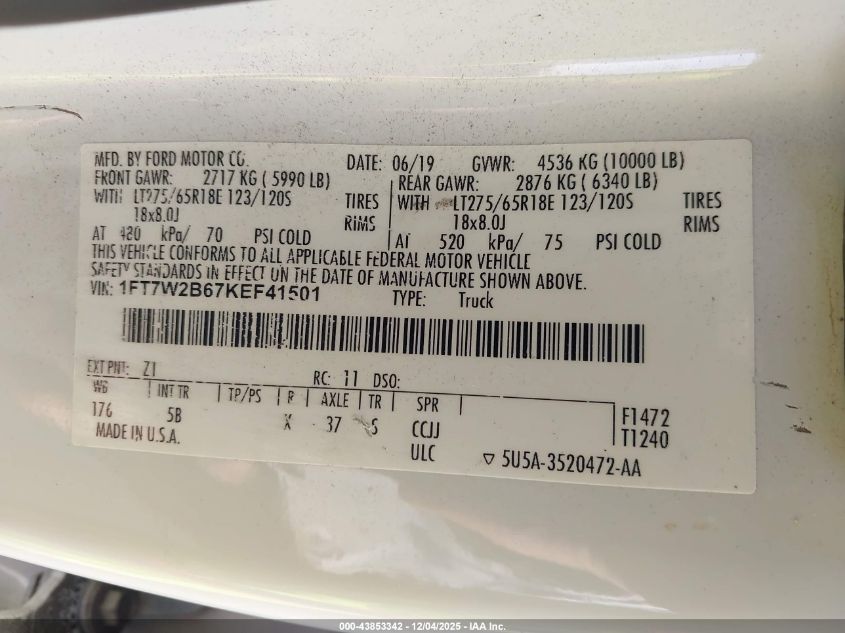 MFD. BY FORD MOTOR CO. DATE: 06/19 GVWR: 4536 KG (10000 LB)
FRONT GAWR: 2717 KG ( 5990 LB) REAR GAWR: 2876 KG ( 6340 LB)
WITH LT275/65R18E 123/120S TIRES WITH LT275/65R18E 123/120S TIRES
18x8.0J RIMS 18x8.0J RIMS
AT 420 kPa/ 70 PSI COLD AT 520 kPa/ 75 PSI COLD
THIS VEHICLE CONFORMS TO ALL APPLICABLE FEDERAL MOTOR VEHICLE
SAFETY STANDARDS IN EFFECT ON THE DATE OF MANUFACTURE SHOWN ABOVE.
VIN: 1FT7W2B67KEF41501 TYPE: Truck
EXT PNT: Z1 RC: 11 DSO:
WB INT TR TP/PS R AXLE TR SPR
176 5B X 37 S CCJJ F1472
MADE IN U.S.A. ULC T1240
▽ 5U5A-3520472-AA
000-43853342 - 12/04/2025 - IAA Inc.